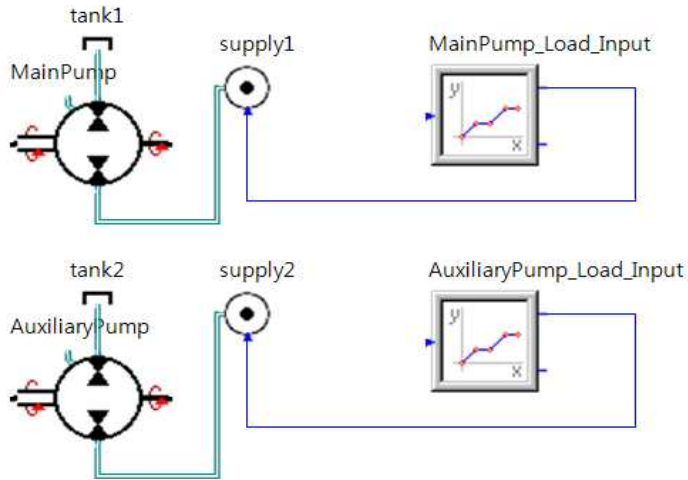 tank1
supply1
MainPump_Load_Input
MainPump
y
x
tank2
supply2
AuxiliaryPump_Load_Input
AuxiliaryPump
y
x